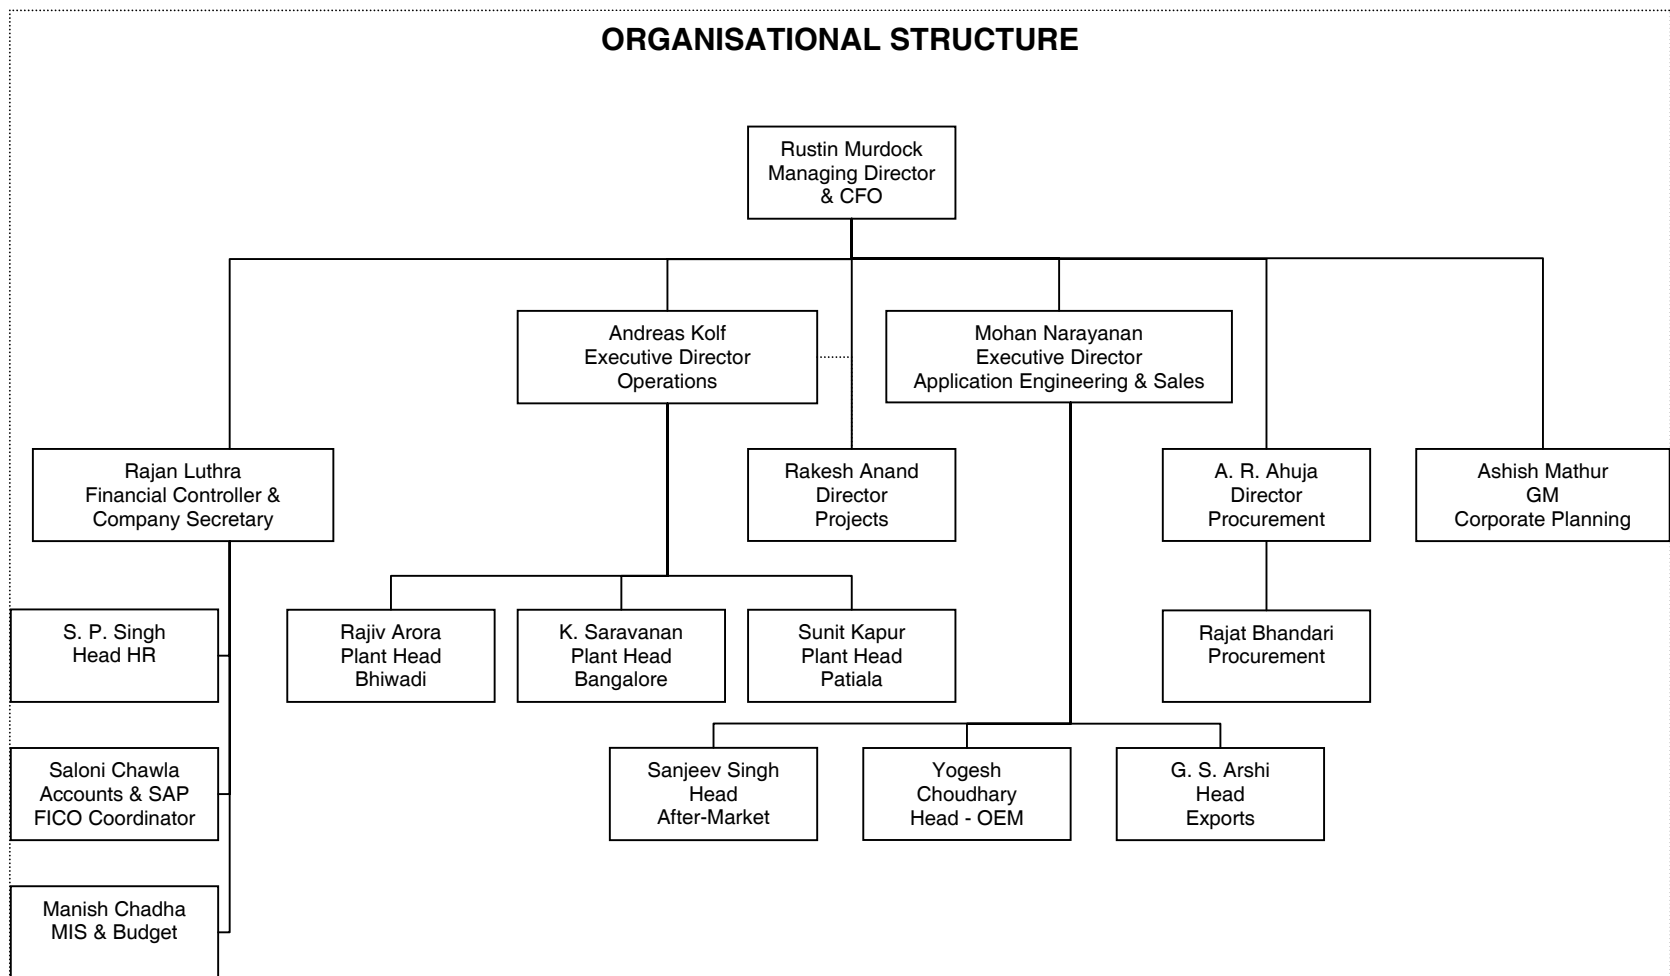 ORGANISATIONAL STRUCTURE
Rustin Murdock
Managing Director
& CFO
Andreas Kolf
Executive Director
Operations
Mohan Narayanan
Executive Director
Application Engineering & Sales
Rajan Luthra
Financial Controller &
Company Secretary
Rakesh Anand
Director
Projects
A. R. Ahuja
Director
Procurement
Ashish Mathur
GM
Corporate Planning
S. P. Singh
Head HR
Rajiv Arora
Plant Head
Bhiwadi
K. Saravanan
Plant Head
Bangalore
Sunit Kapur
Plant Head
Patiala
Rajat Bhandari
Procurement
Saloni Chawla
Accounts & SAP
FICO Coordinator
Sanjeev Singh
Head
After-Market
Yogesh
Choudhary
Head - OEM
G. S. Arshi
Head
Exports
Manish Chadha
MIS & Budget